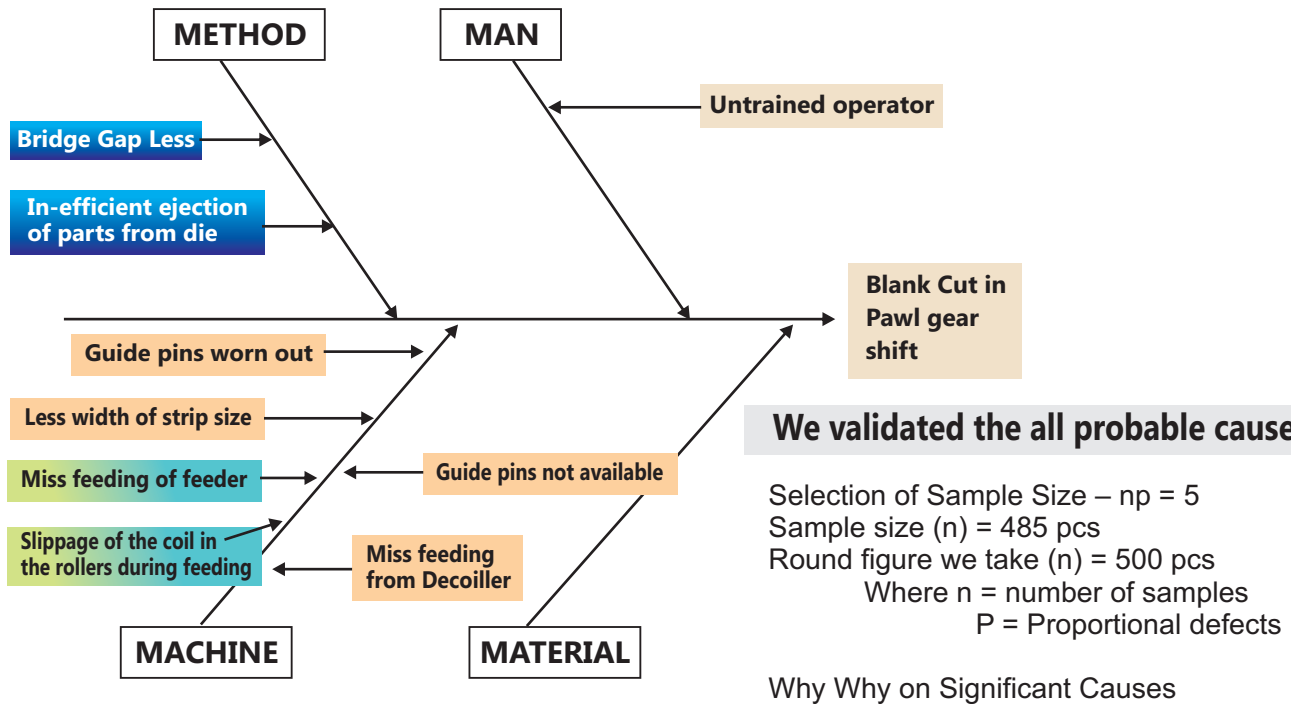 METHOD
MAN
Untrained operator
Bridge Gap Less
In-efficient ejection
of parts from die
Blank Cut in
Pawl gear
shift
Guide pins worn out
Less width of strip size
Guide pins not available
Miss feeding of feeder
Slippage of the coil in
the rollers during feeding
Miss feeding
from Decoiller
MACHINE
MATERIAL
We validated the all probable cause
Selection of Sample Size – np = 5
Sample size (n) = 485 pcs
Round figure we take (n) = 500 pcs
Where n = number of samples
P = Proportional defects
Why Why on Significant Causes